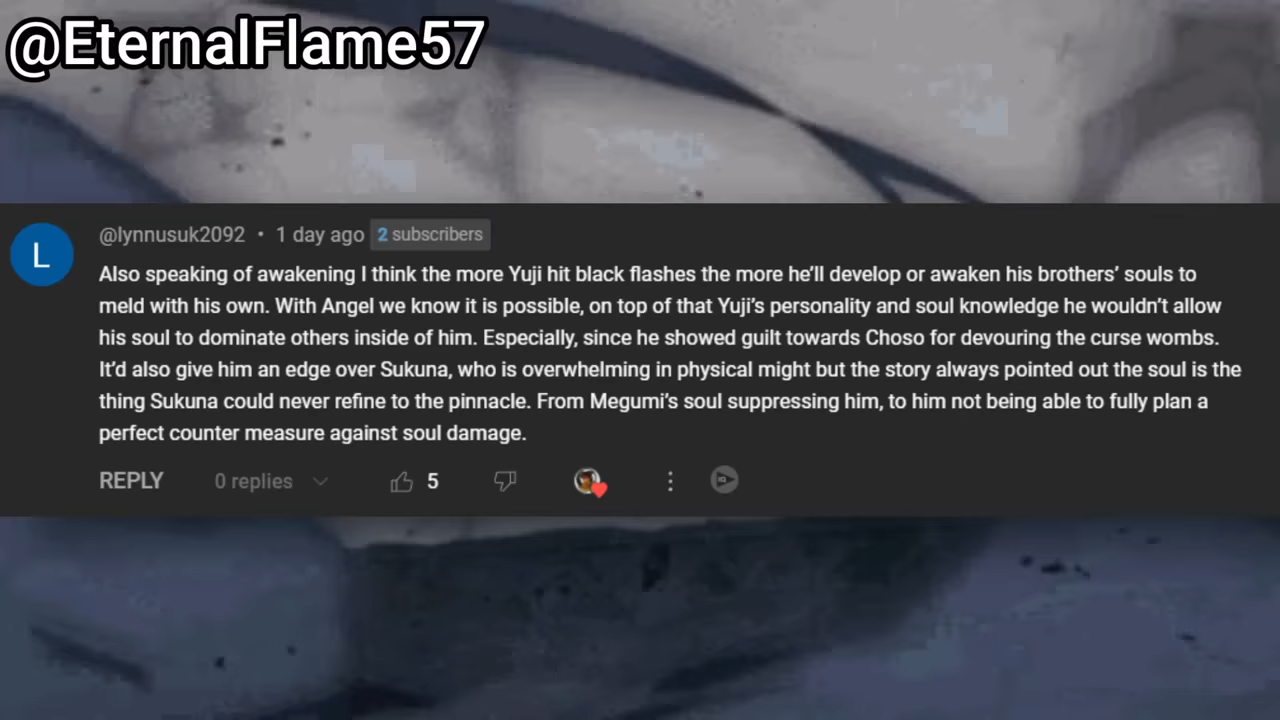 @EternalFlame57
L
@lynnusuk2092 • 1 day ago 2 subscribers
Also speaking of awakening I think the more Yuji hit black flashes the more he’ll develop or awaken his brothers’ souls to
meld with his own. With Angel we know it is possible, on top of that Yuji’s personality and soul knowledge he wouldn’t allow
his soul to dominate others inside of him. Especially, since he showed guilt towards Choso for devouring the curse wombs.
It’d also give him an edge over Sukuna, who is overwhelming in physical might but the story always pointed out the soul is the
thing Sukuna could never refine to the pinnacle. From Megumi’s soul suppressing him, to him not being able to fully plan a
perfect counter measure against soul damage.
REPLY 0 replies 5